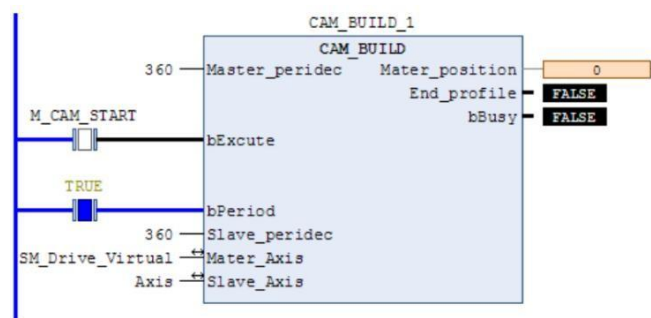 CAM_BUILD_1
CAM_BUILD
360 Master_peridec Mater_position 0
End_profile FALSE
M_CAM_START
bBusy FALSE
bExcute
TRUE
bPeriod
360 Slave_peridec
SM_Drive_Virtual Mater_Axis
Axis Slave_Axis